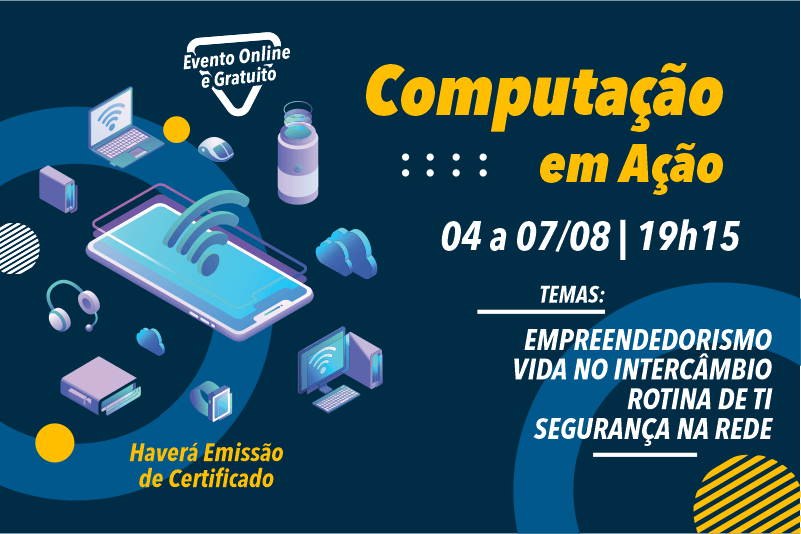 Evento Online
e Gratuito
Computação
em Ação
04 a 07/08 | 19h15
TEMAS:
EMPREENDEDORISMO
VIDA NO INTERCÂMBIO
ROTINA DE TI
SEGURANÇA NA REDE
Haverá Emissão
de Certificado